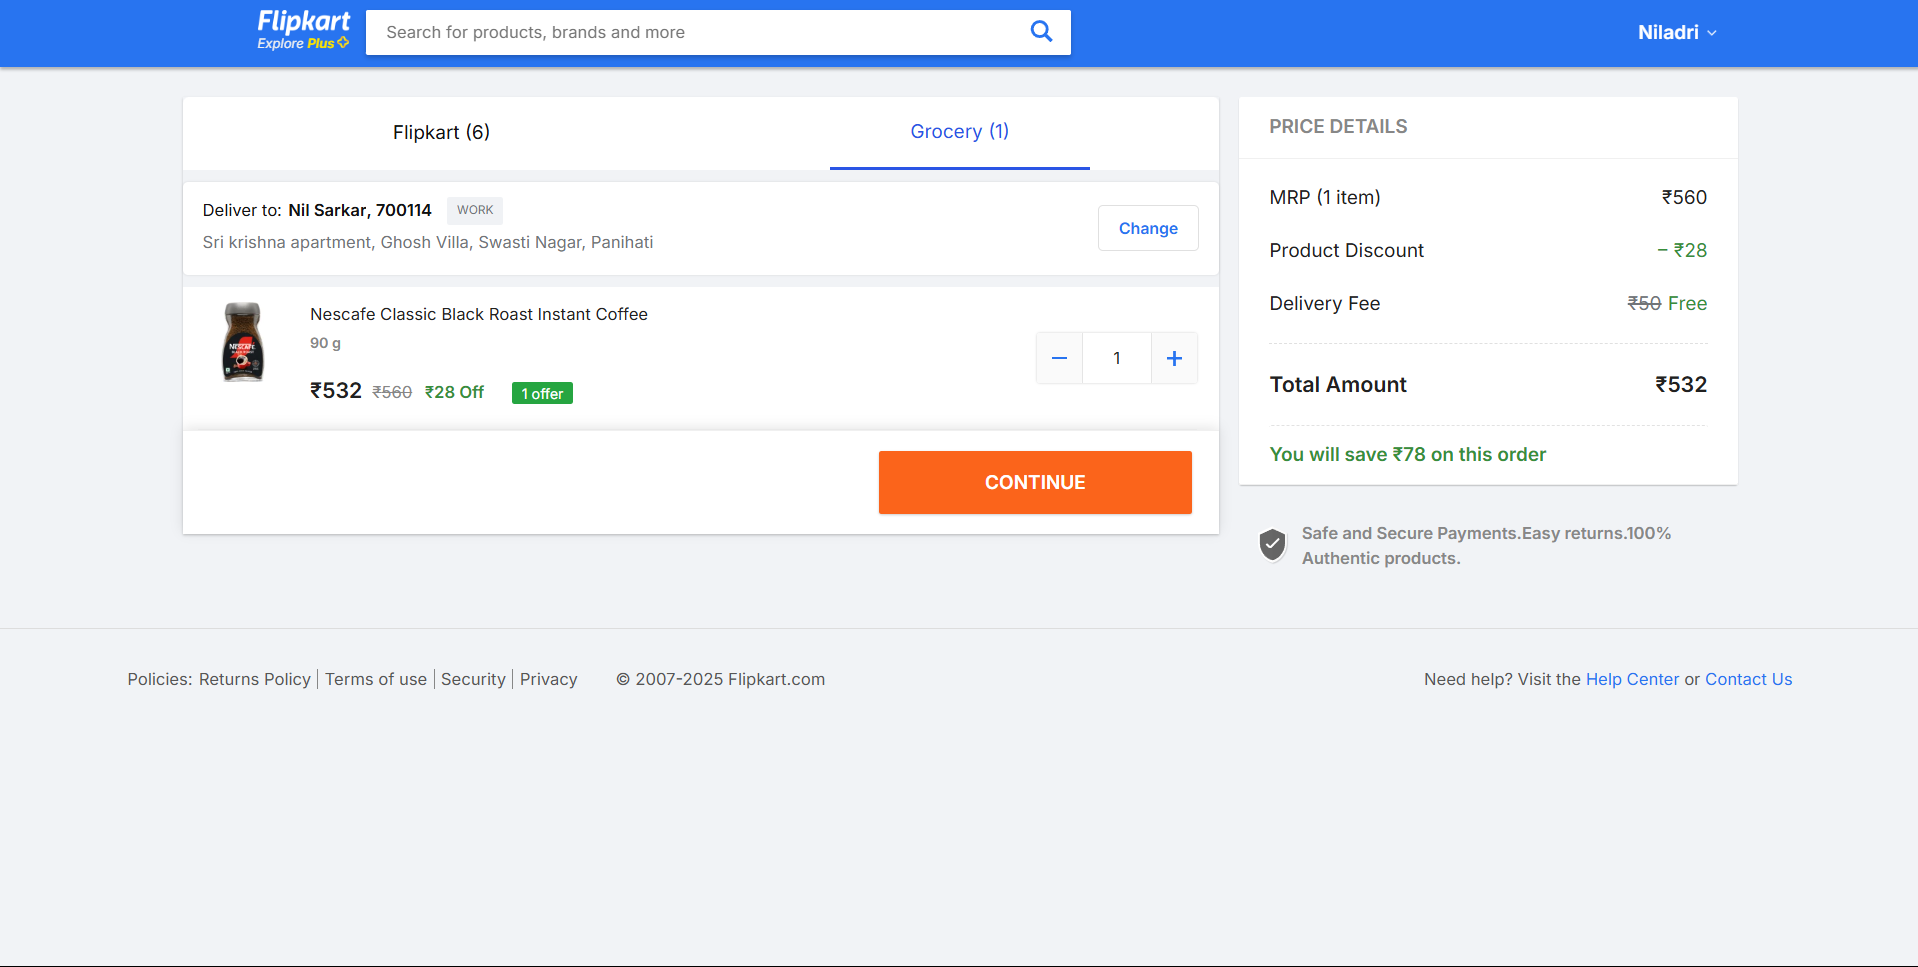 Flipkart
Explore Plus
Search for products, brands and more
Niladri
Flipkart (6)
Grocery (1)
Deliver to: Nil Sarkar, 700114 WORK
Sri krishna apartment, Ghosh Villa, Swasti Nagar, Panihati
Change
NESCAFÉ
Nescafe Classic Black Roast Instant Coffee
90 g
₹532 ₹560 ₹28 Off 1 offer
1
CONTINUE
PRICE DETAILS
MRP (1 item) ₹560
Product Discount − ₹28
Delivery Fee ₹50 Free
Total Amount ₹532
You will save ₹78 on this order
Safe and Secure Payments.Easy returns.100%
Authentic products.
Policies: Returns Policy | Terms of use | Security | Privacy © 2007-2025 Flipkart.com
Need help? Visit the Help Center or Contact Us